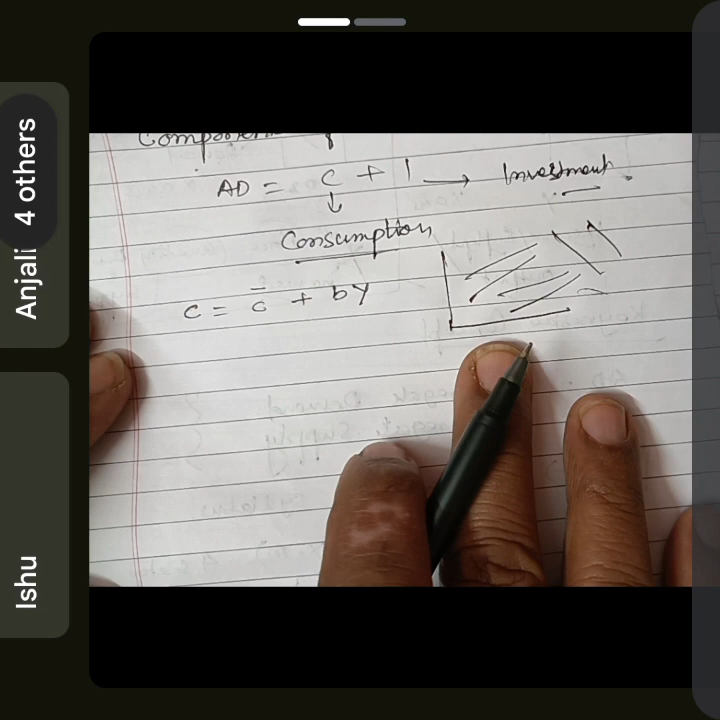 AD = C + I → Investment.
↓
Consumption
C = C̄ + bY
Anjali 4 others
Ishu